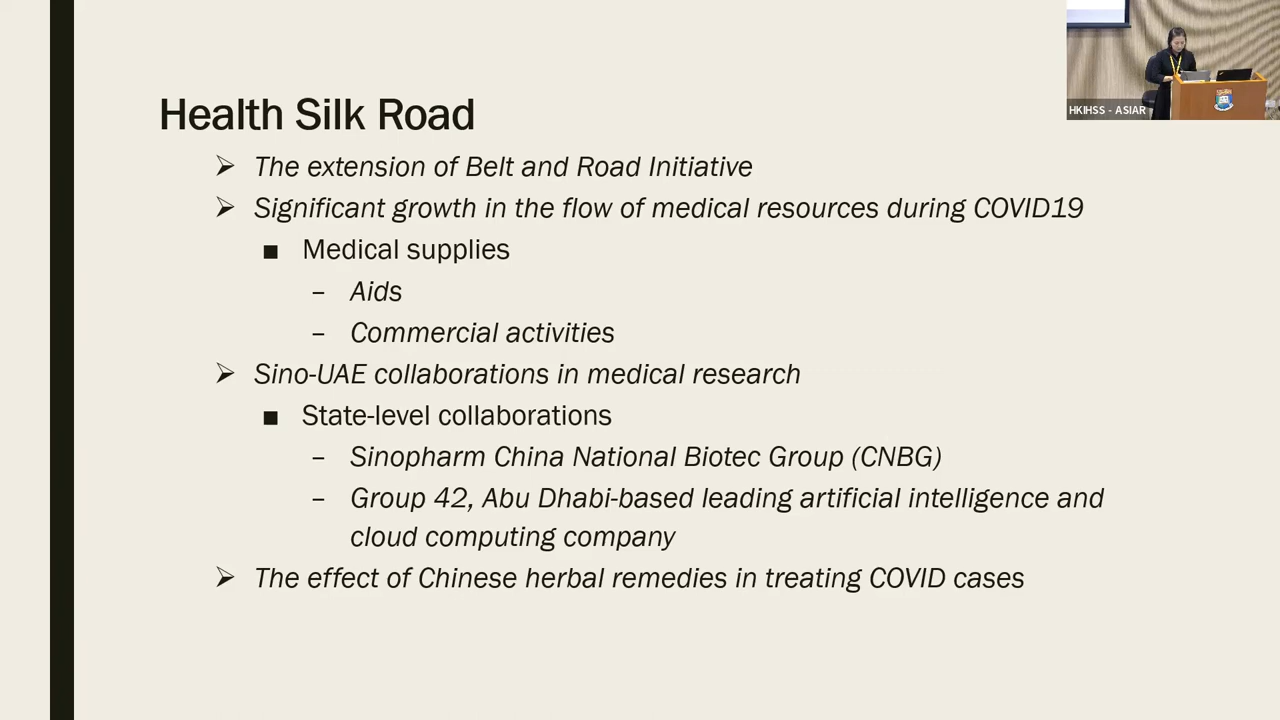 HKIHSS - ASIAR
Health Silk Road
➢ The extension of Belt and Road Initiative
➢ Significant growth in the flow of medical resources during COVID19
■ Medical supplies
– Aids
– Commercial activities
➢ Sino-UAE collaborations in medical research
■ State-level collaborations
– Sinopharm China National Biotec Group (CNBG)
– Group 42, Abu Dhabi-based leading artificial intelligence and
cloud computing company
➢ The effect of Chinese herbal remedies in treating COVID cases